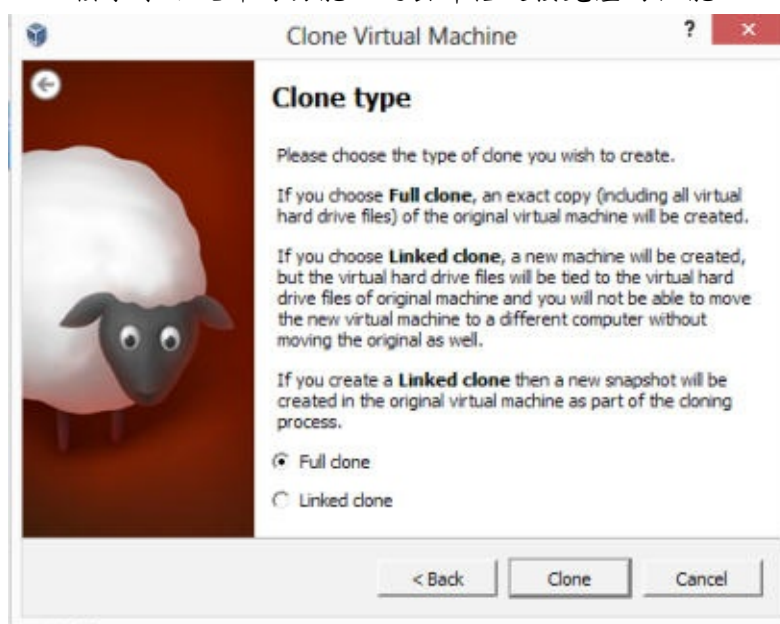 Clone Virtual Machine
?
Clone type
Please choose the type of clone you wish to create.
If you choose Full clone, an exact copy (including all virtual
hard drive files) of the original virtual machine will be created.
If you choose Linked clone, a new machine will be created,
but the virtual hard drive files will be tied to the virtual hard
drive files of original machine and you will not be able to move
the new virtual machine to a different computer without
moving the original as well.
If you create a Linked clone then a new snapshot will be
created in the original virtual machine as part of the cloning
process.
Full clone
Linked clone
< Back
Clone
Cancel